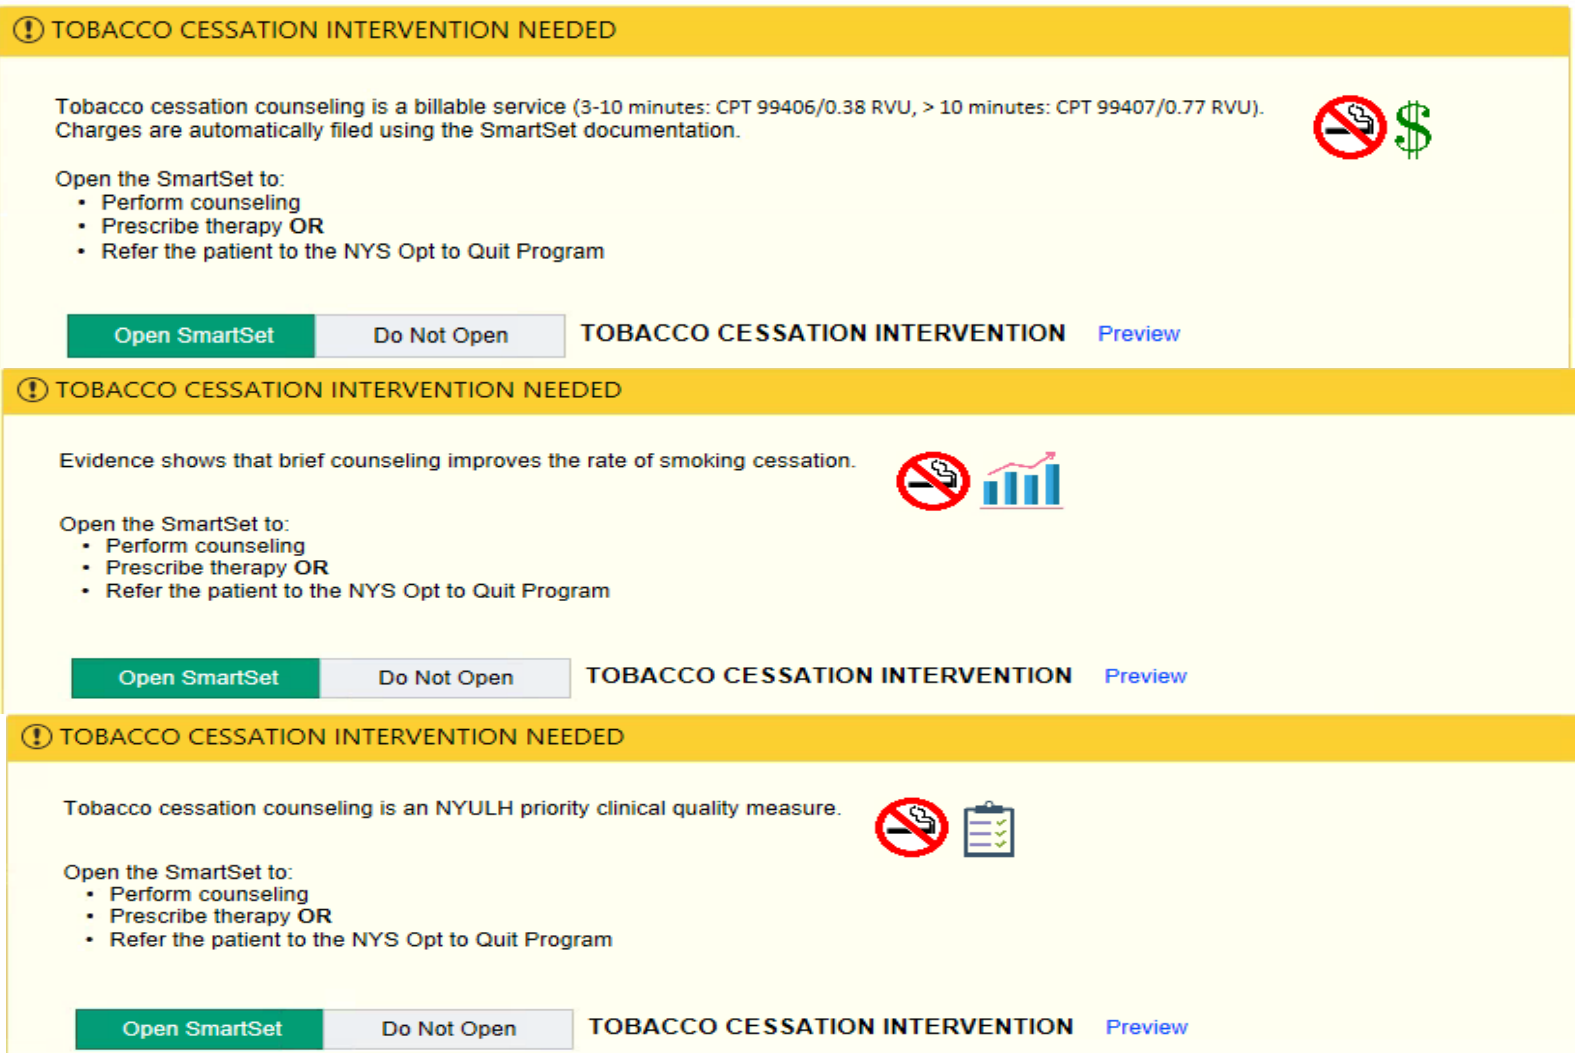 TOBACCO CESSATION INTERVENTION NEEDED
Tobacco cessation counseling is a billable service (3-10 minutes: CPT 99406/0.38 RVU, > 10 minutes: CPT 99407/0.77 RVU).
Charges are automatically filed using the SmartSet documentation.
$
Open the SmartSet to:
• Perform counseling
• Prescribe therapy OR
• Refer the patient to the NYS Opt to Quit Program
Open SmartSet Do Not Open TOBACCO CESSATION INTERVENTION Preview
TOBACCO CESSATION INTERVENTION NEEDED
Evidence shows that brief counseling improves the rate of smoking cessation.
Open the SmartSet to:
• Perform counseling
• Prescribe therapy OR
• Refer the patient to the NYS Opt to Quit Program
Open SmartSet Do Not Open TOBACCO CESSATION INTERVENTION Preview
TOBACCO CESSATION INTERVENTION NEEDED
Tobacco cessation counseling is an NYULH priority clinical quality measure.
Open the SmartSet to:
• Perform counseling
• Prescribe therapy OR
• Refer the patient to the NYS Opt to Quit Program
Open SmartSet Do Not Open TOBACCO CESSATION INTERVENTION Preview